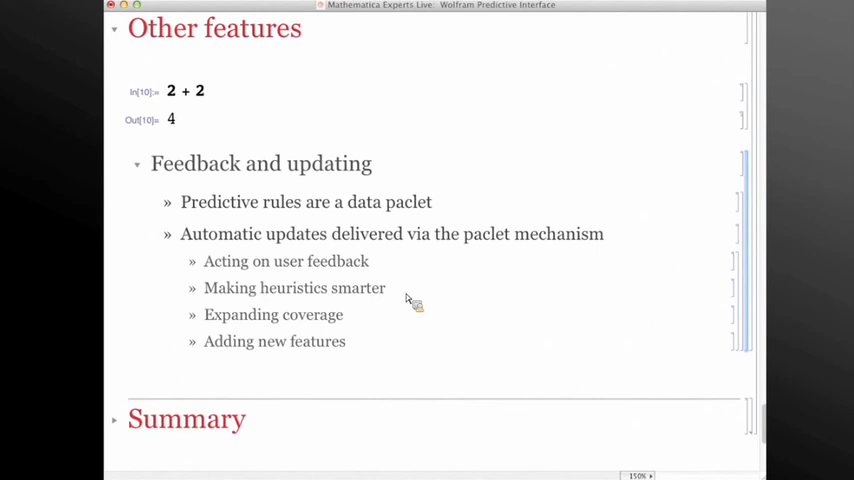 Mathematica Experts Live: Wolfram Predictive Interface
Other features
In[10]:= 2 + 2
Out[10]= 4
Feedback and updating
» Predictive rules are a data paclet
» Automatic updates delivered via the paclet mechanism
» Acting on user feedback
» Making heuristics smarter
» Expanding coverage
» Adding new features
Summary
150%